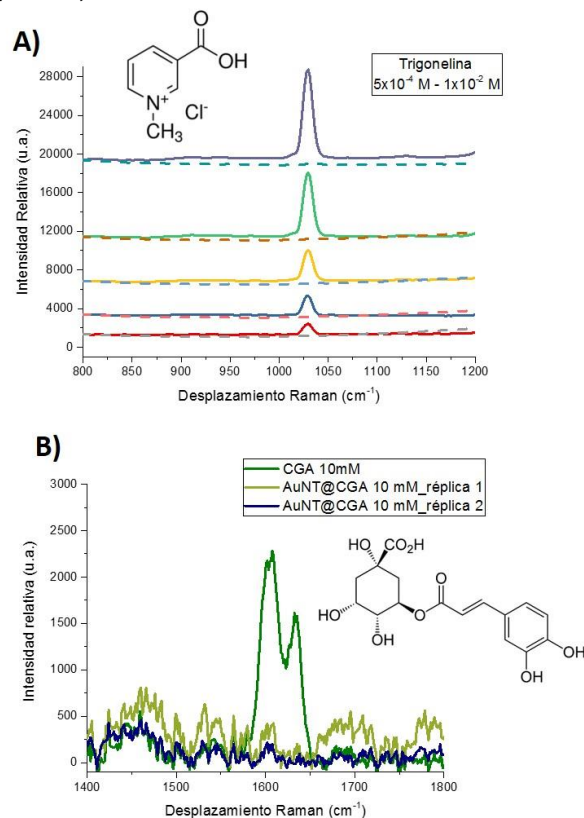 A)
O
OH
N+
CH3
Cl-
Trigonelina
5x10-4 M - 1x10-2 M
Intensidad Relativa (u.a.)
28000
24000
20000
16000
12000
8000
4000
0
800
850
900
950
1000
1050
1100
1150
1200
Desplazamiento Raman (cm-1)
B)
CGA 10mM
AuNT@CGA 10 mM_réplica 1
AuNT@CGA 10 mM_réplica 2
Intensidad relativa (u.a.)
3000
2500
2000
1500
1000
500
0
HO
CO2H
HO
OH
O
O
OH
OH
1400
1500
1600
1700
1800
Desplazamiento Raman (cm-1)